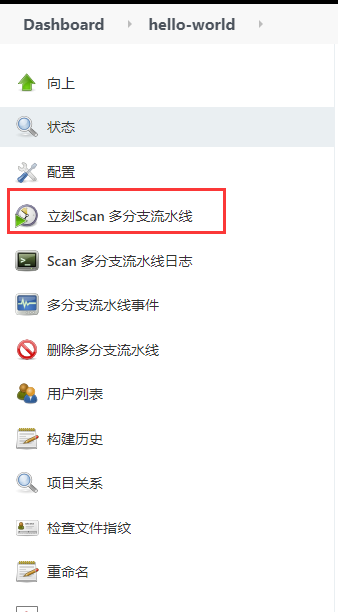 Dashboard hello-world
向上
状态
配置
立刻Scan 多分支流水线
Scan 多分支流水线日志
多分支流水线事件
删除多分支流水线
用户列表
构建历史
项目关系
检查文件指纹
重命名